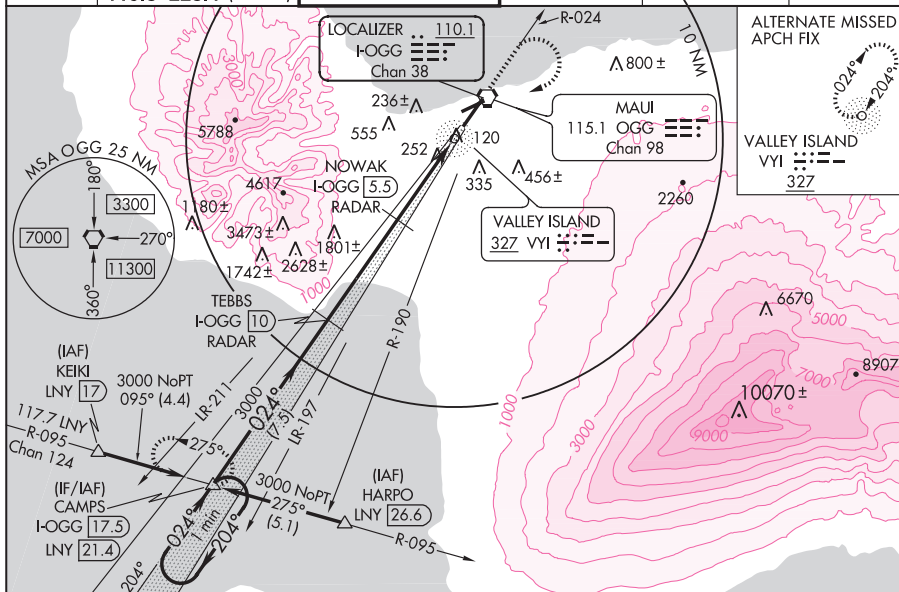 R-024
LOCALIZER 110.1
I-OGG
Chan 38
10 NM
800 ±
ALTERNATE MISSED
APCH FIX
024°
204°
VALLEY ISLAND
VYI
327
MAUI
115.1 OGG
Chan 98
236 ±
555
252
120
335
456 ±
3000
5788
4617
NOWAK
I-OGG 5.5
RADAR
VALLEY ISLAND
327 VYI
2260
MSA OGG 25 NM
180°
3300
7000
270°
11300
360°
1180 ±
3473 ±
1742 ±
2628 ±
1801 ±
1000
TEBBS
I-OGG 10
RADAR
R-190
6670
5000
8907
7000
10070 ±
9000
1000
3000
(IAF)
KEIKI
LNY 17
3000 NoPT
095° (4.4)
LR-211
3000
024°
(7.5)
LR-197
117.7 LNY
R-095
Chan 124
275°
3000 NoPT
275°
(5.1)
(IAF)
HARPO
LNY 26.6
R-095
(IF/IAF)
CAMPS
I-OGG 17.5
LNY 21.4
024°
1 min
204°
204°